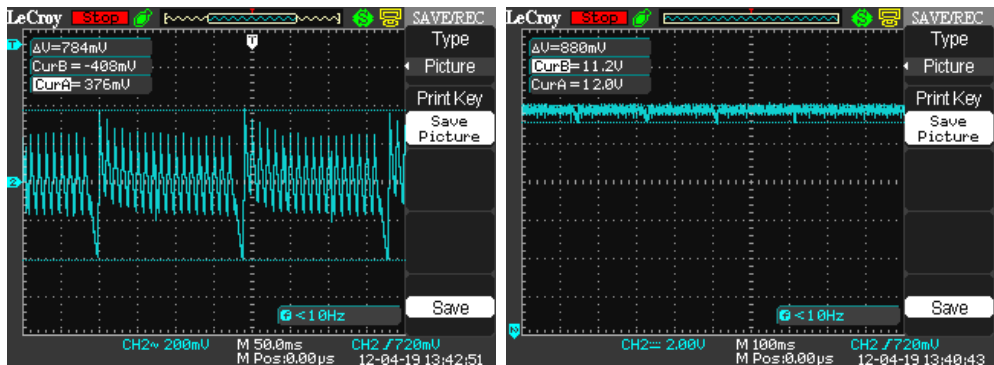 LeCroy Stop SAVE/REC
T
ΔV=784mV
CurB = -408mV
CurA = 376mV
T
2
Type
Picture
Print Key
Save
Picture
Save
<10Hz
CH2~ 200mV M 50.0ms CH2 720mV
M Pos:0.00µs 12-04-19 13:42:51
LeCroy Stop SAVE/REC
ΔV=880mV
CurB = 11.2V
CurA = 12.0V
Type
Picture
Print Key
Save
Picture
Save
<10Hz
CH2 2.00V M 100ms CH2 720mV
M Pos:0.00µs 12-04-19 13:40:43